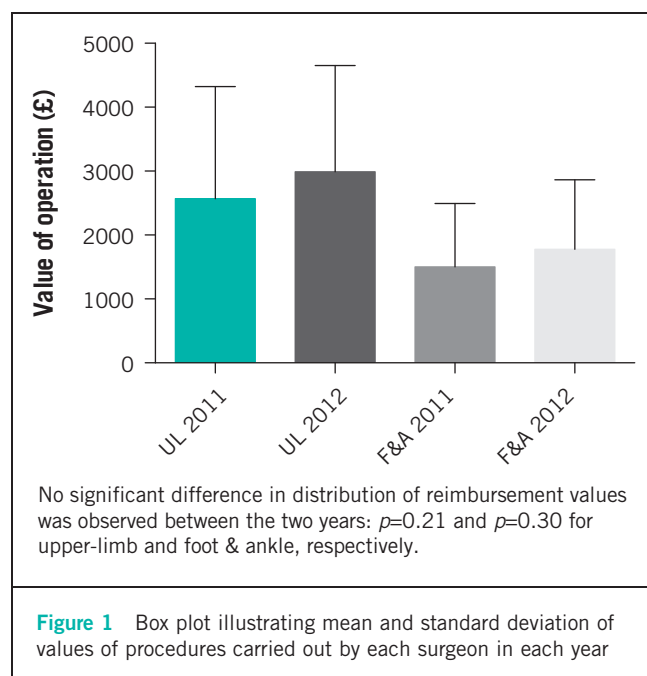 5000
4000
3000
2000
1000
0
Value of operation (£)
UL 2011
UL 2012
F&A 2011
F&A 2012
No significant difference in distribution of reimbursement values
was observed between the two years: p=0.21 and p=0.30 for
upper-limb and foot & ankle, respectively.
Figure 1 Box plot illustrating mean and standard deviation of
values of procedures carried out by each surgeon in each year